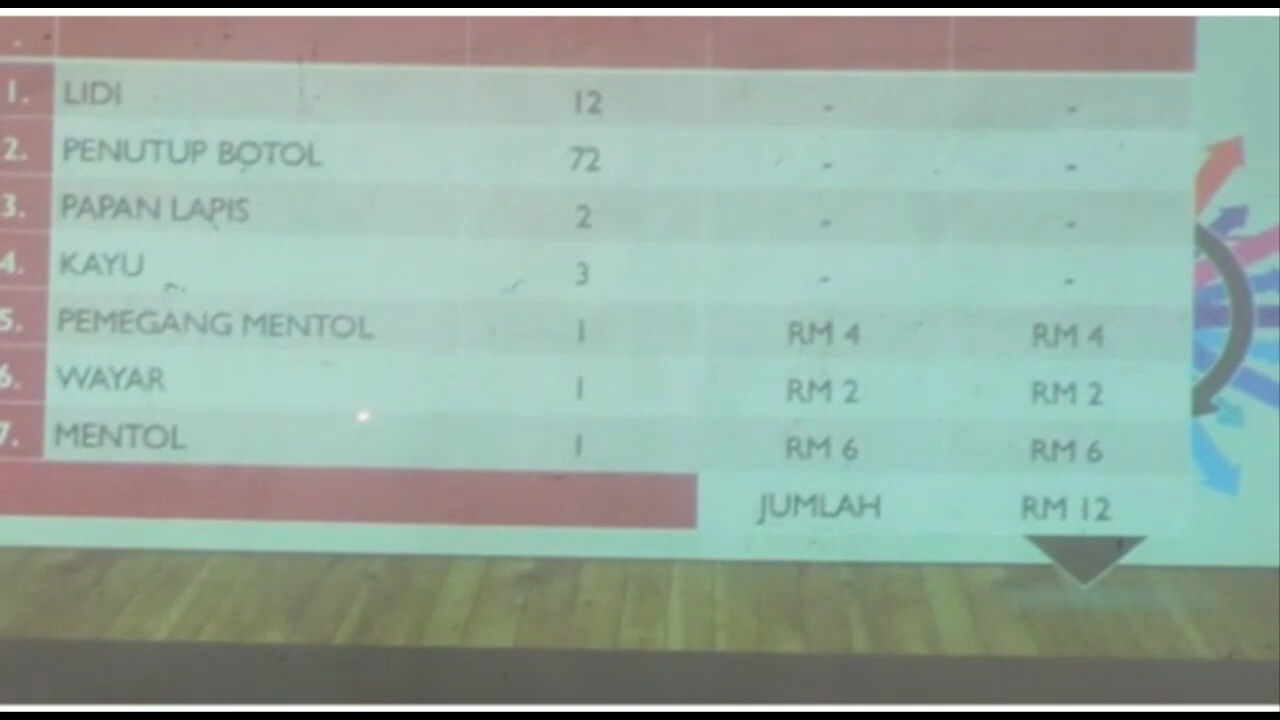 .
1. LIDI 12 - -
2. PENUTUP BOTOL 72 - -
3. PAPAN LAPIS 2 - -
4. KAYU 3 - -
5. PEMEGANG MENTOL 1 RM 4 RM 4
6. WAYAR 1 RM 2 RM 2
7. MENTOL 1 RM 6 RM 6
JUMLAH RM 12